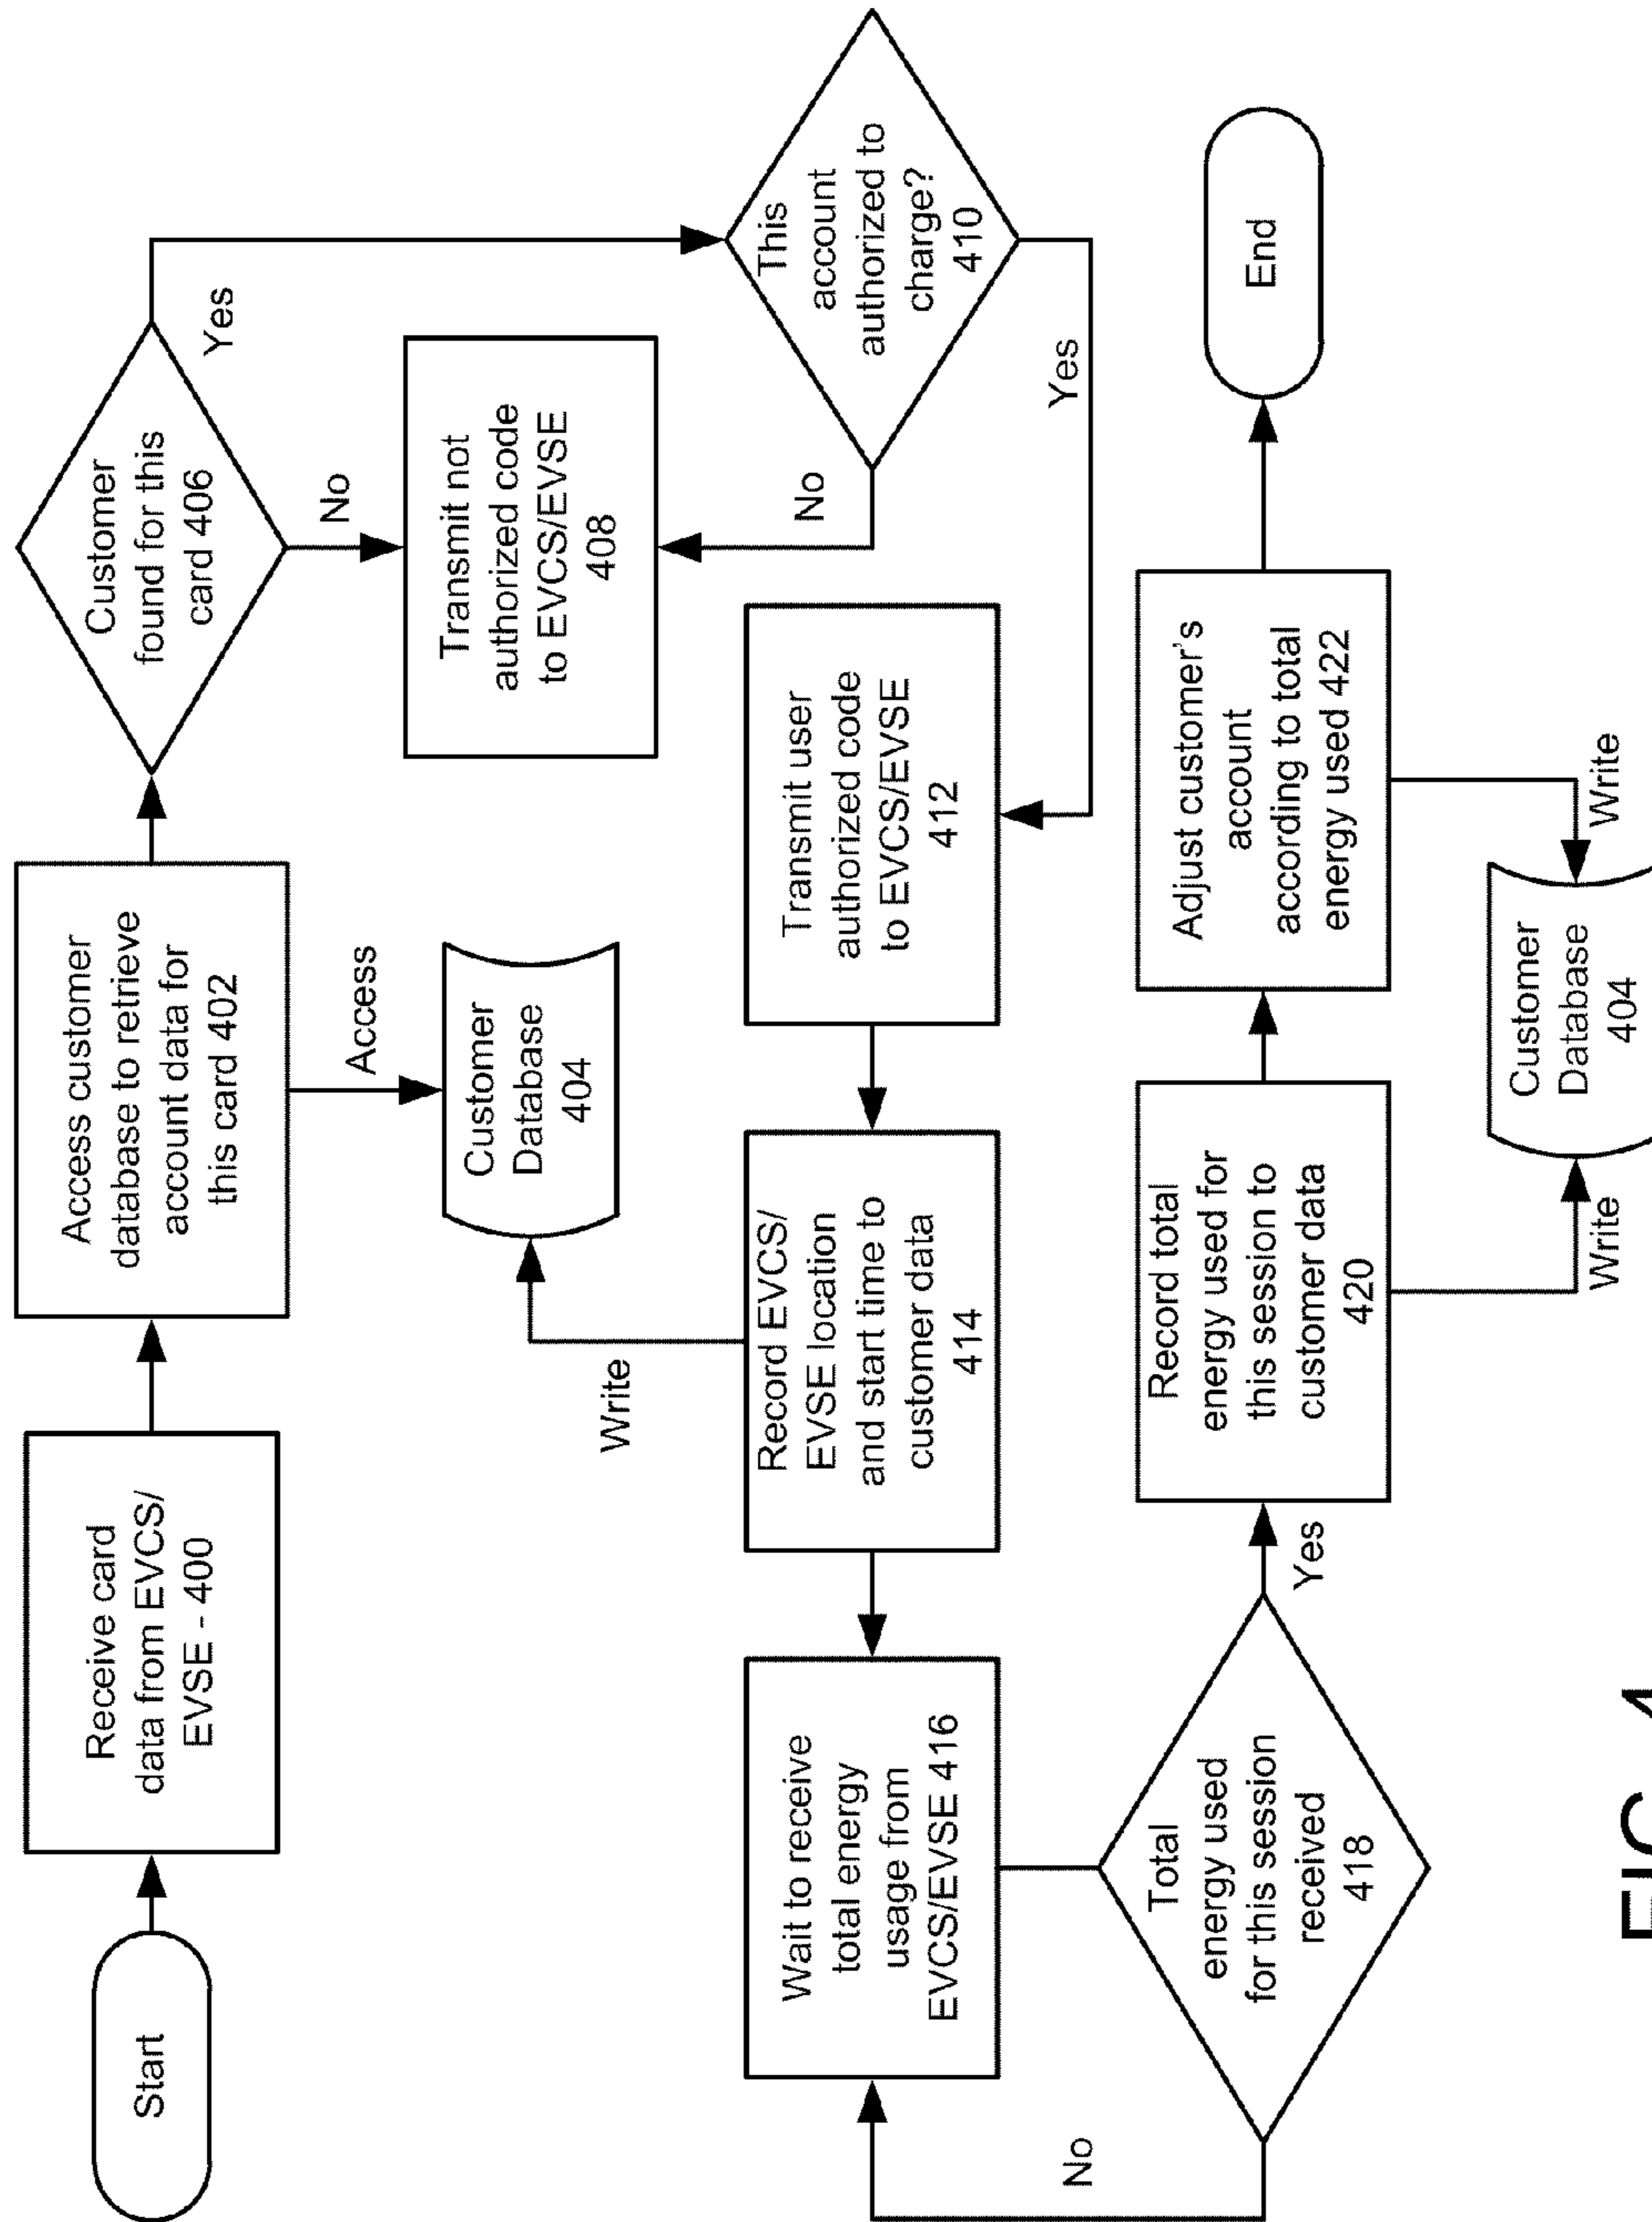 Start
Receive card
data from EVCS/
EVSE - 400
Access customer
database to retrieve
account data for
this card 402
Access
Customer
Database
404
Customer
found for this
card 406
Yes
No
Transmit not
authorized code
to EVCS/EVSE
408
No
This
account
authorized to
charge?
410
Yes
Transmit user
authorized code
to EVCS/EVSE
412
Record EVCS/
EVSE location
and start time to
customer data
414
Write
Wait to receive
total energy
usage from
EVCS/EVSE 416
No
Total
energy used
for this session
received
418
Yes
Record total
energy used for
this session to
customer data
420
Write
Adjust customer's
account
according to total
energy used 422
Write
Customer
Database
404
End
FIG. 4